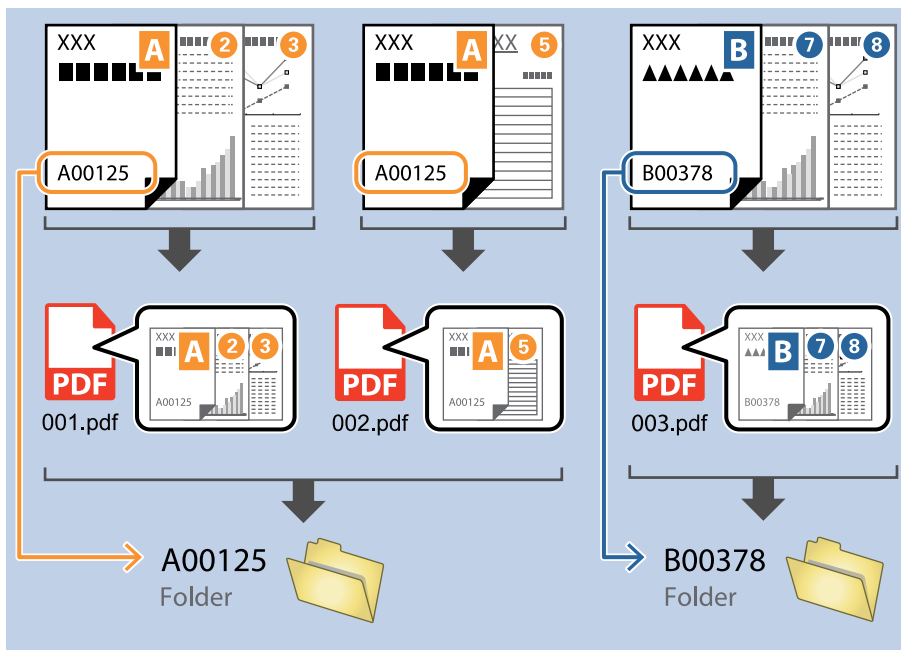 XXX A 2 3
A00125
XXX A XX 5
A00125
XXX B 7 8
B00378
XXX A 2 3
A00125
PDF
001.pdf
XXX A 5
A00125
PDF
002.pdf
XXX B 7 8
B00378
PDF
003.pdf
A00125
Folder
B00378
Folder